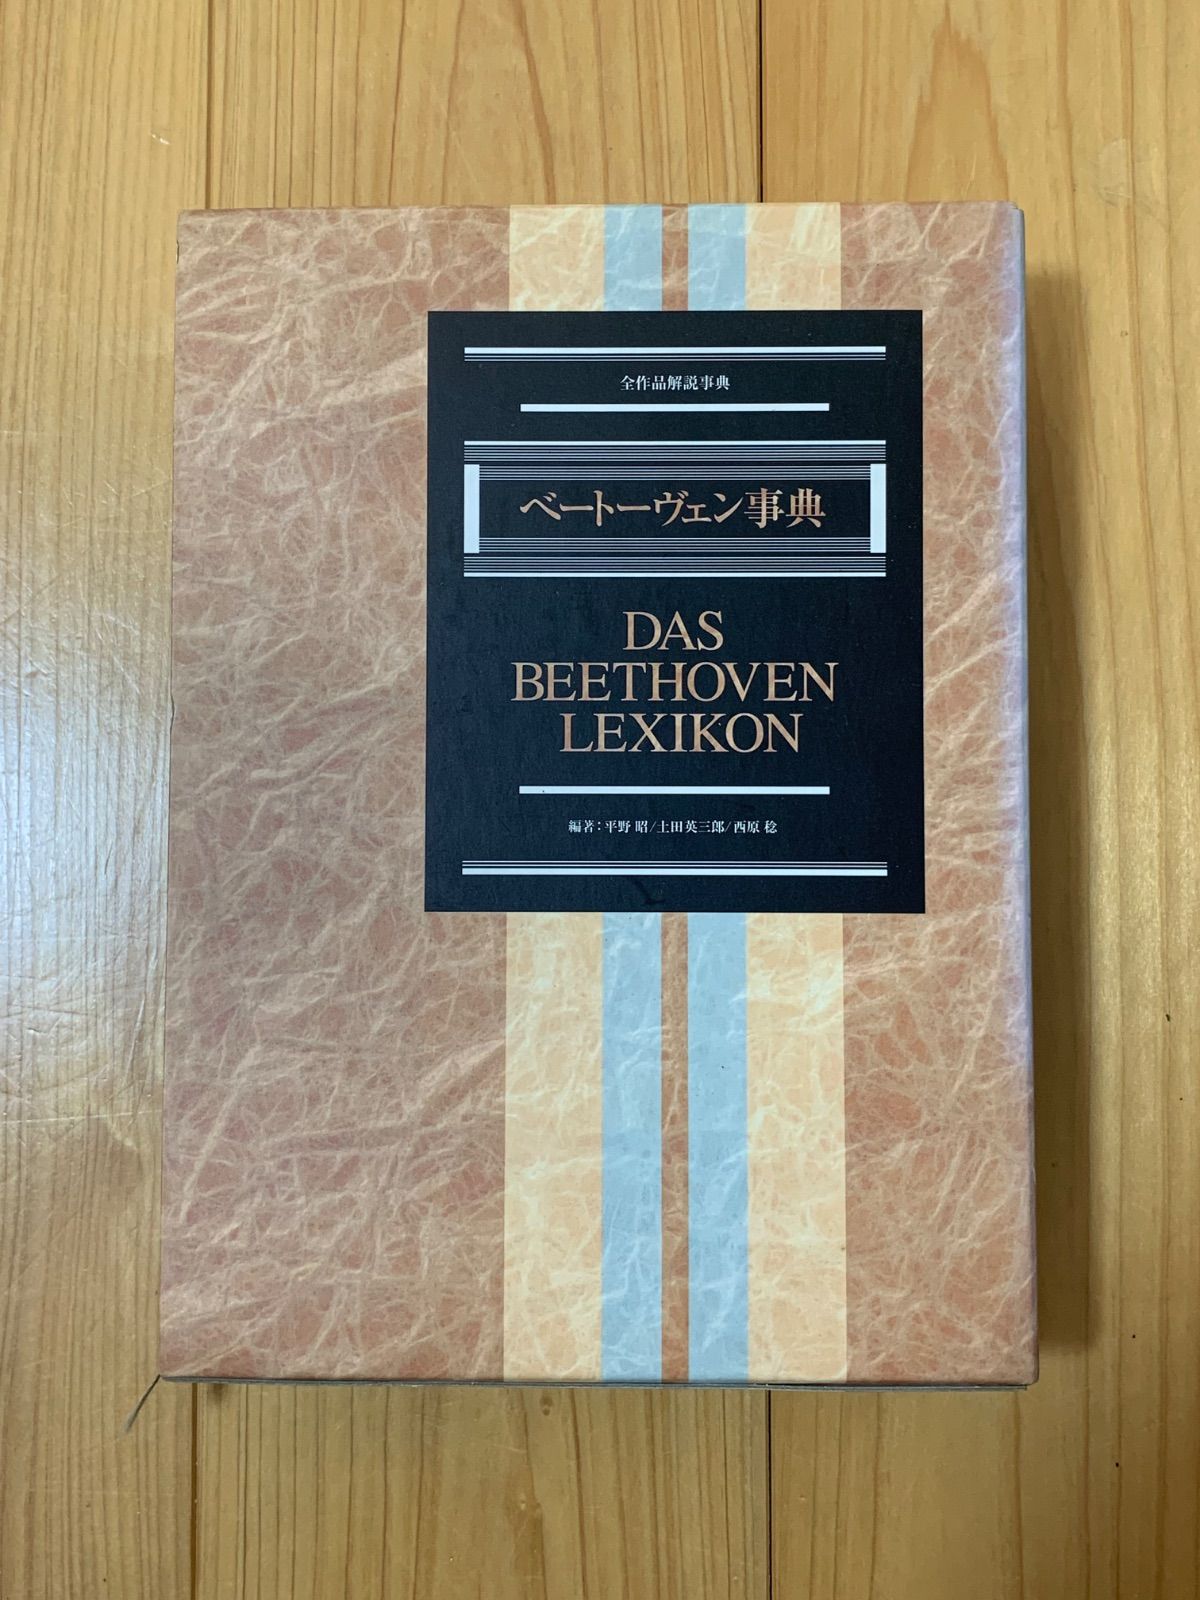 全作品解説事典
ベートーヴェン事典
DAS
BEETHOVEN
LEXIKON
編著:平野 昭/土田英三郎/西原 稔